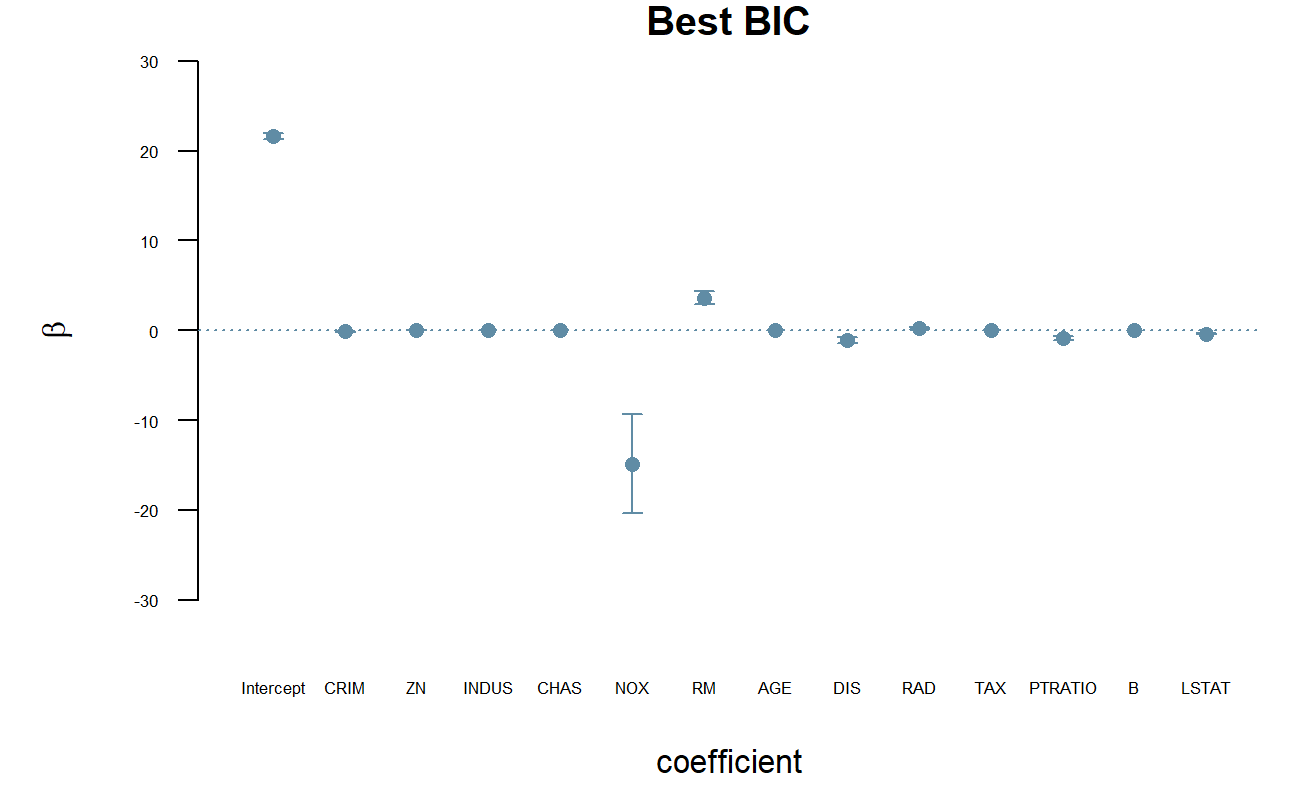 Best BIC
30
20
10
0
-10
-20
-30
β
Intercept CRIM ZN INDUS CHAS NOX RM AGE DIS RAD TAX PTRATIO B LSTAT
coefficient